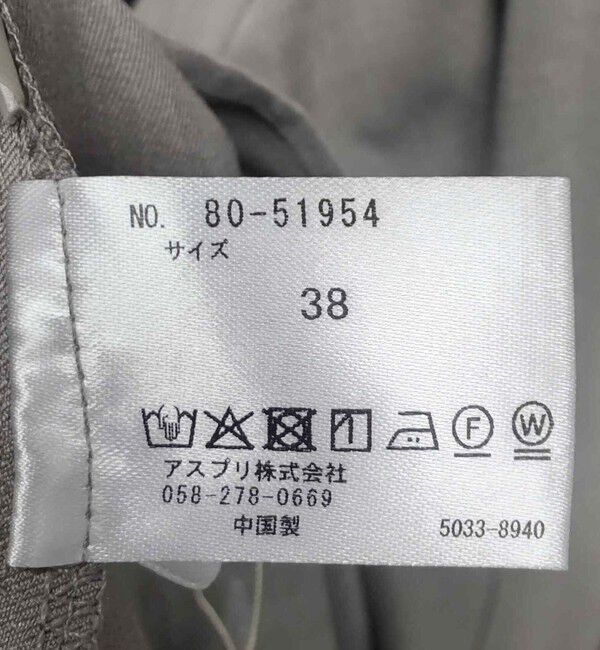 NO. 80-51954
サイズ
38
F W
アスプリ株式会社
058-278-0669
中国製 5033-8940